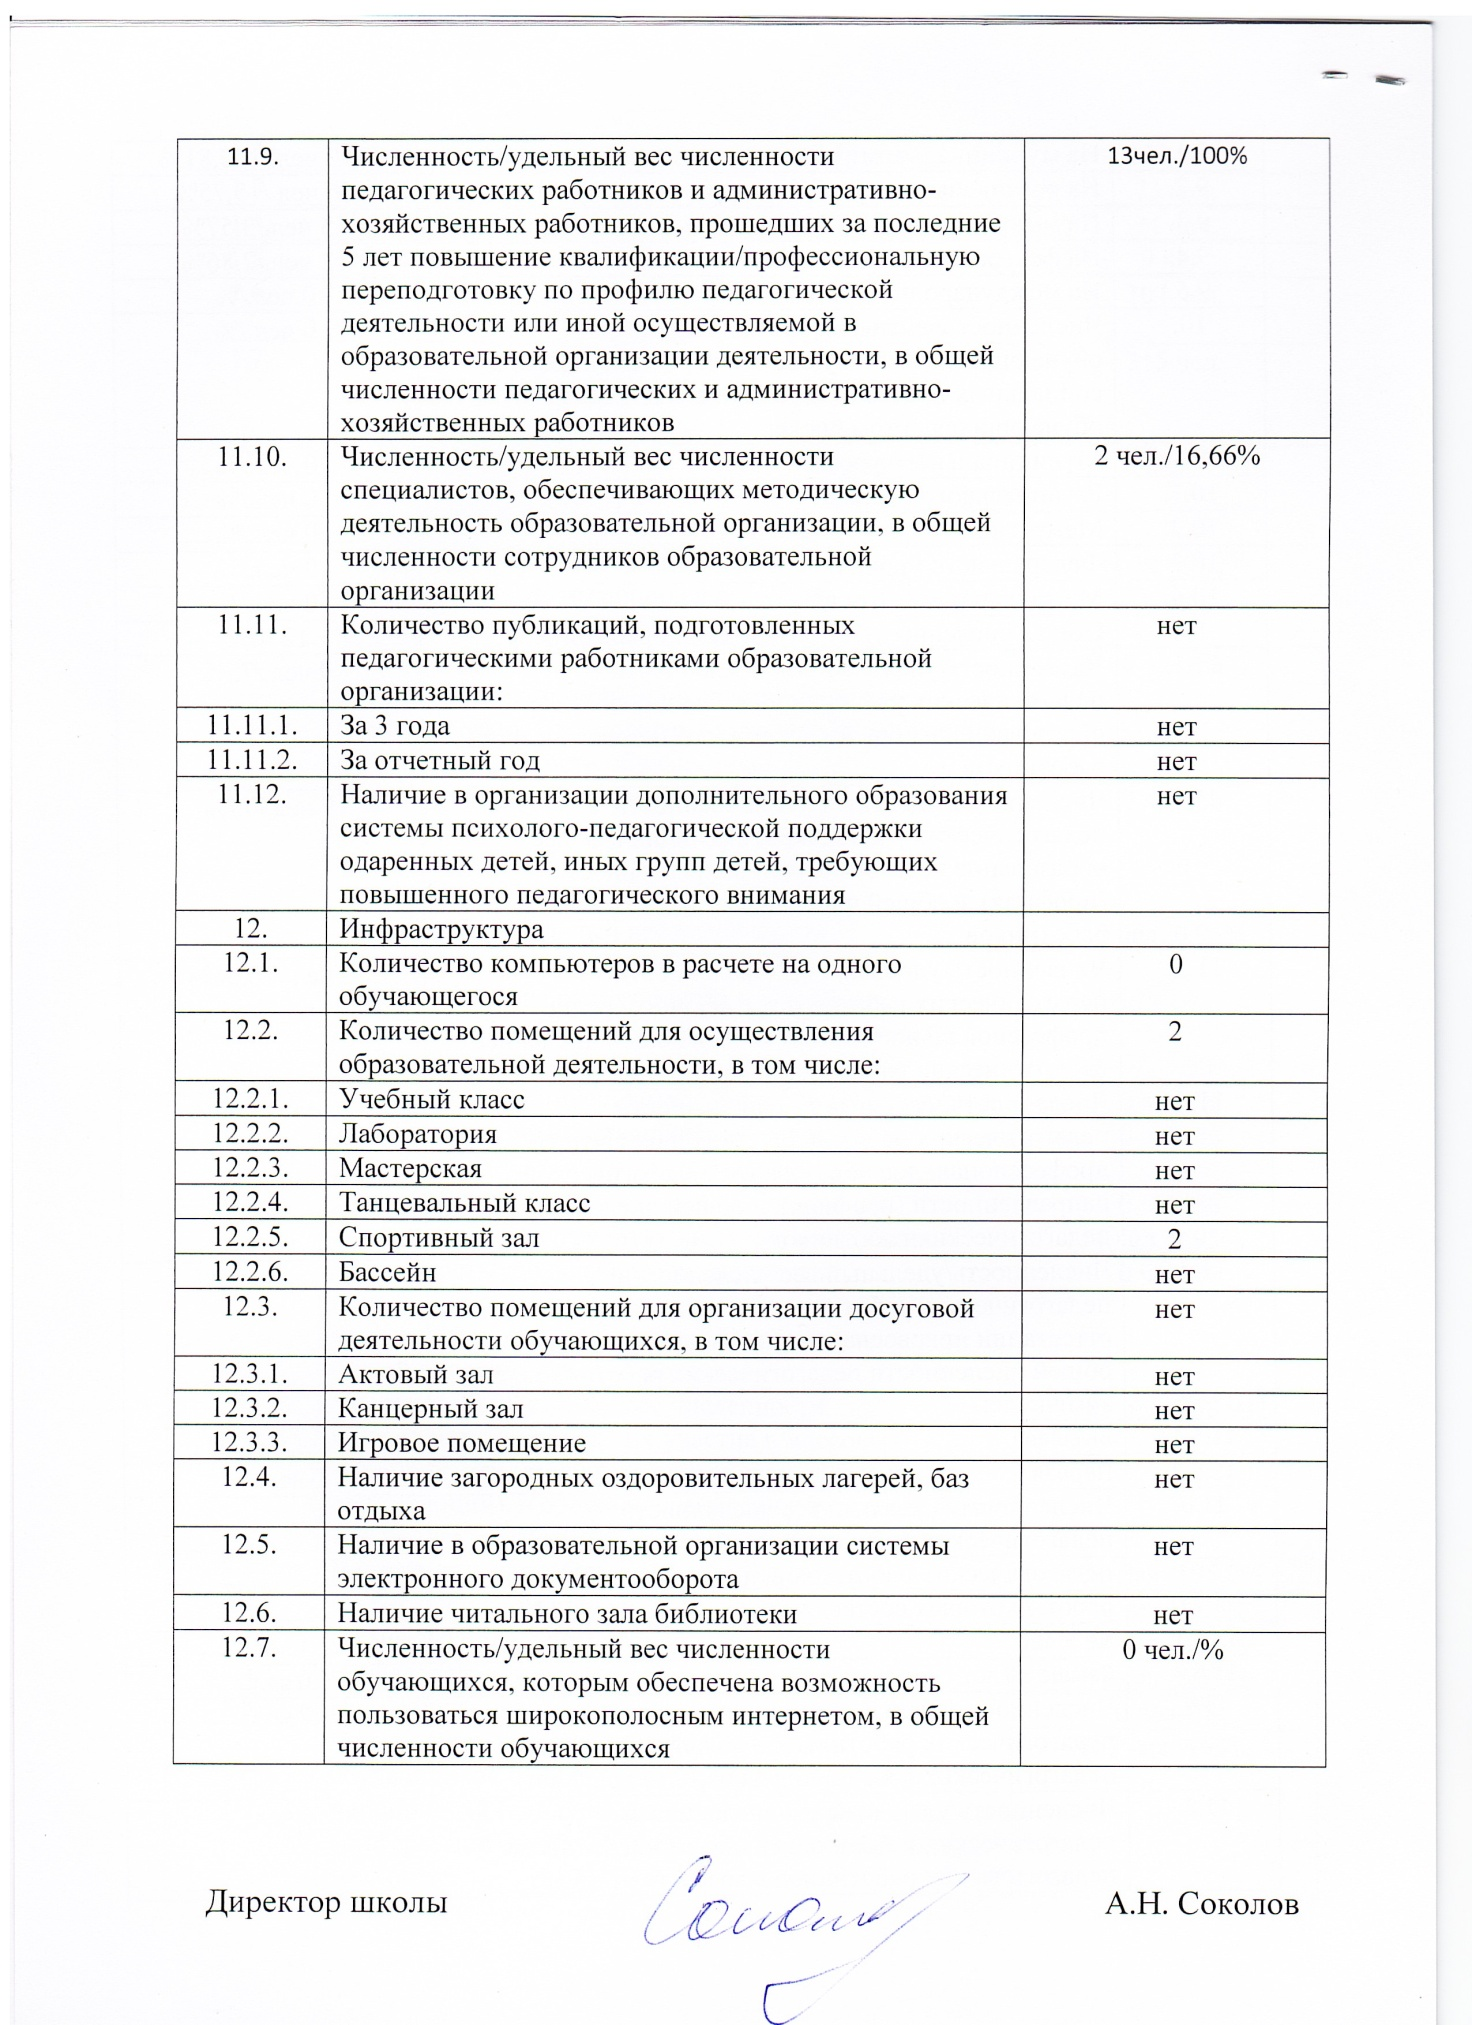 11.9. Численность/удельный вес численности 13чел./100%
педагогических работников и административно-
хозяйственных работников, прошедших за последние
5 лет повышение квалификации/профессиональную
переподготовку по профилю педагогической
деятельности или иной осуществляемой в
образовательной организации деятельности, в общей
численности педагогических и административно-
хозяйственных работников
11.10. Численность/удельный вес численности 2 чел./16,66%
специалистов, обеспечивающих методическую
деятельность образовательной организации, в общей
численности сотрудников образовательной
организации
11.11. Количество публикаций, подготовленных нет
педагогическими работниками образовательной
организации:
11.11.1. За 3 года нет
11.11.2. За отчетный год нет
11.12. Наличие в организации дополнительного образования нет
системы психолого-педагогической поддержки
одаренных детей, иных групп детей, требующих
повышенного педагогического внимания
12. Инфраструктура
12.1. Количество компьютеров в расчете на одного 0
обучающегося
12.2. Количество помещений для осуществления 2
образовательной деятельности, в том числе:
12.2.1. Учебный класс нет
12.2.2. Лаборатория нет
12.2.3. Мастерская нет
12.2.4. Танцевальный класс нет
12.2.5. Спортивный зал 2
12.2.6. Бассейн нет
12.3. Количество помещений для организации досуговой нет
деятельности обучающихся, в том числе:
12.3.1. Актовый зал нет
12.3.2. Канцерный зал нет
12.3.3. Игровое помещение нет
12.4. Наличие загородных оздоровительных лагерей, баз нет
отдыха
12.5. Наличие в образовательной организации системы нет
электронного документооборота
12.6. Наличие читального зала библиотеки нет
12.7. Численность/удельный вес численности 0 чел./%
обучающихся, которым обеспечена возможность
пользоваться широкополосным интернетом, в общей
численности обучающихся
Директор школы А.Н. Соколов